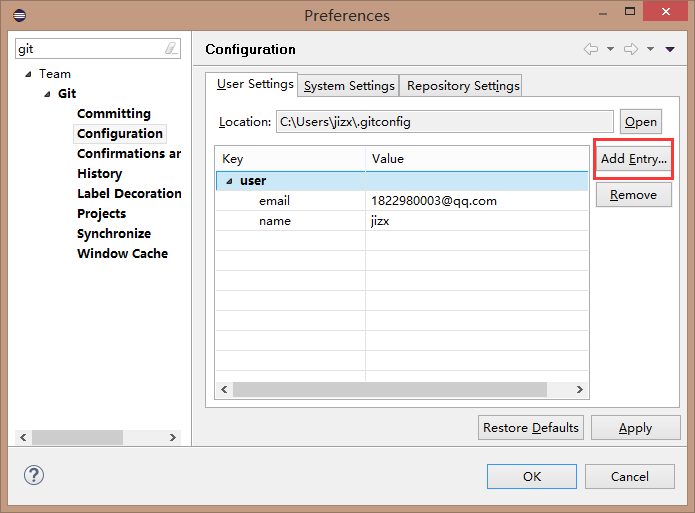 Preferences
git
Team
Git
Committing
Configuration
Confirmations ar
History
Label Decoration
Projects
Synchronize
Window Cache
Configuration
User Settings System Settings Repository Settings
Location: C:\Users\jizx\.gitconfig Open
Key Value Add Entry...
user
Remove
email 1822980003@qq.com
name jizx
Restore Defaults Apply
? OK Cancel